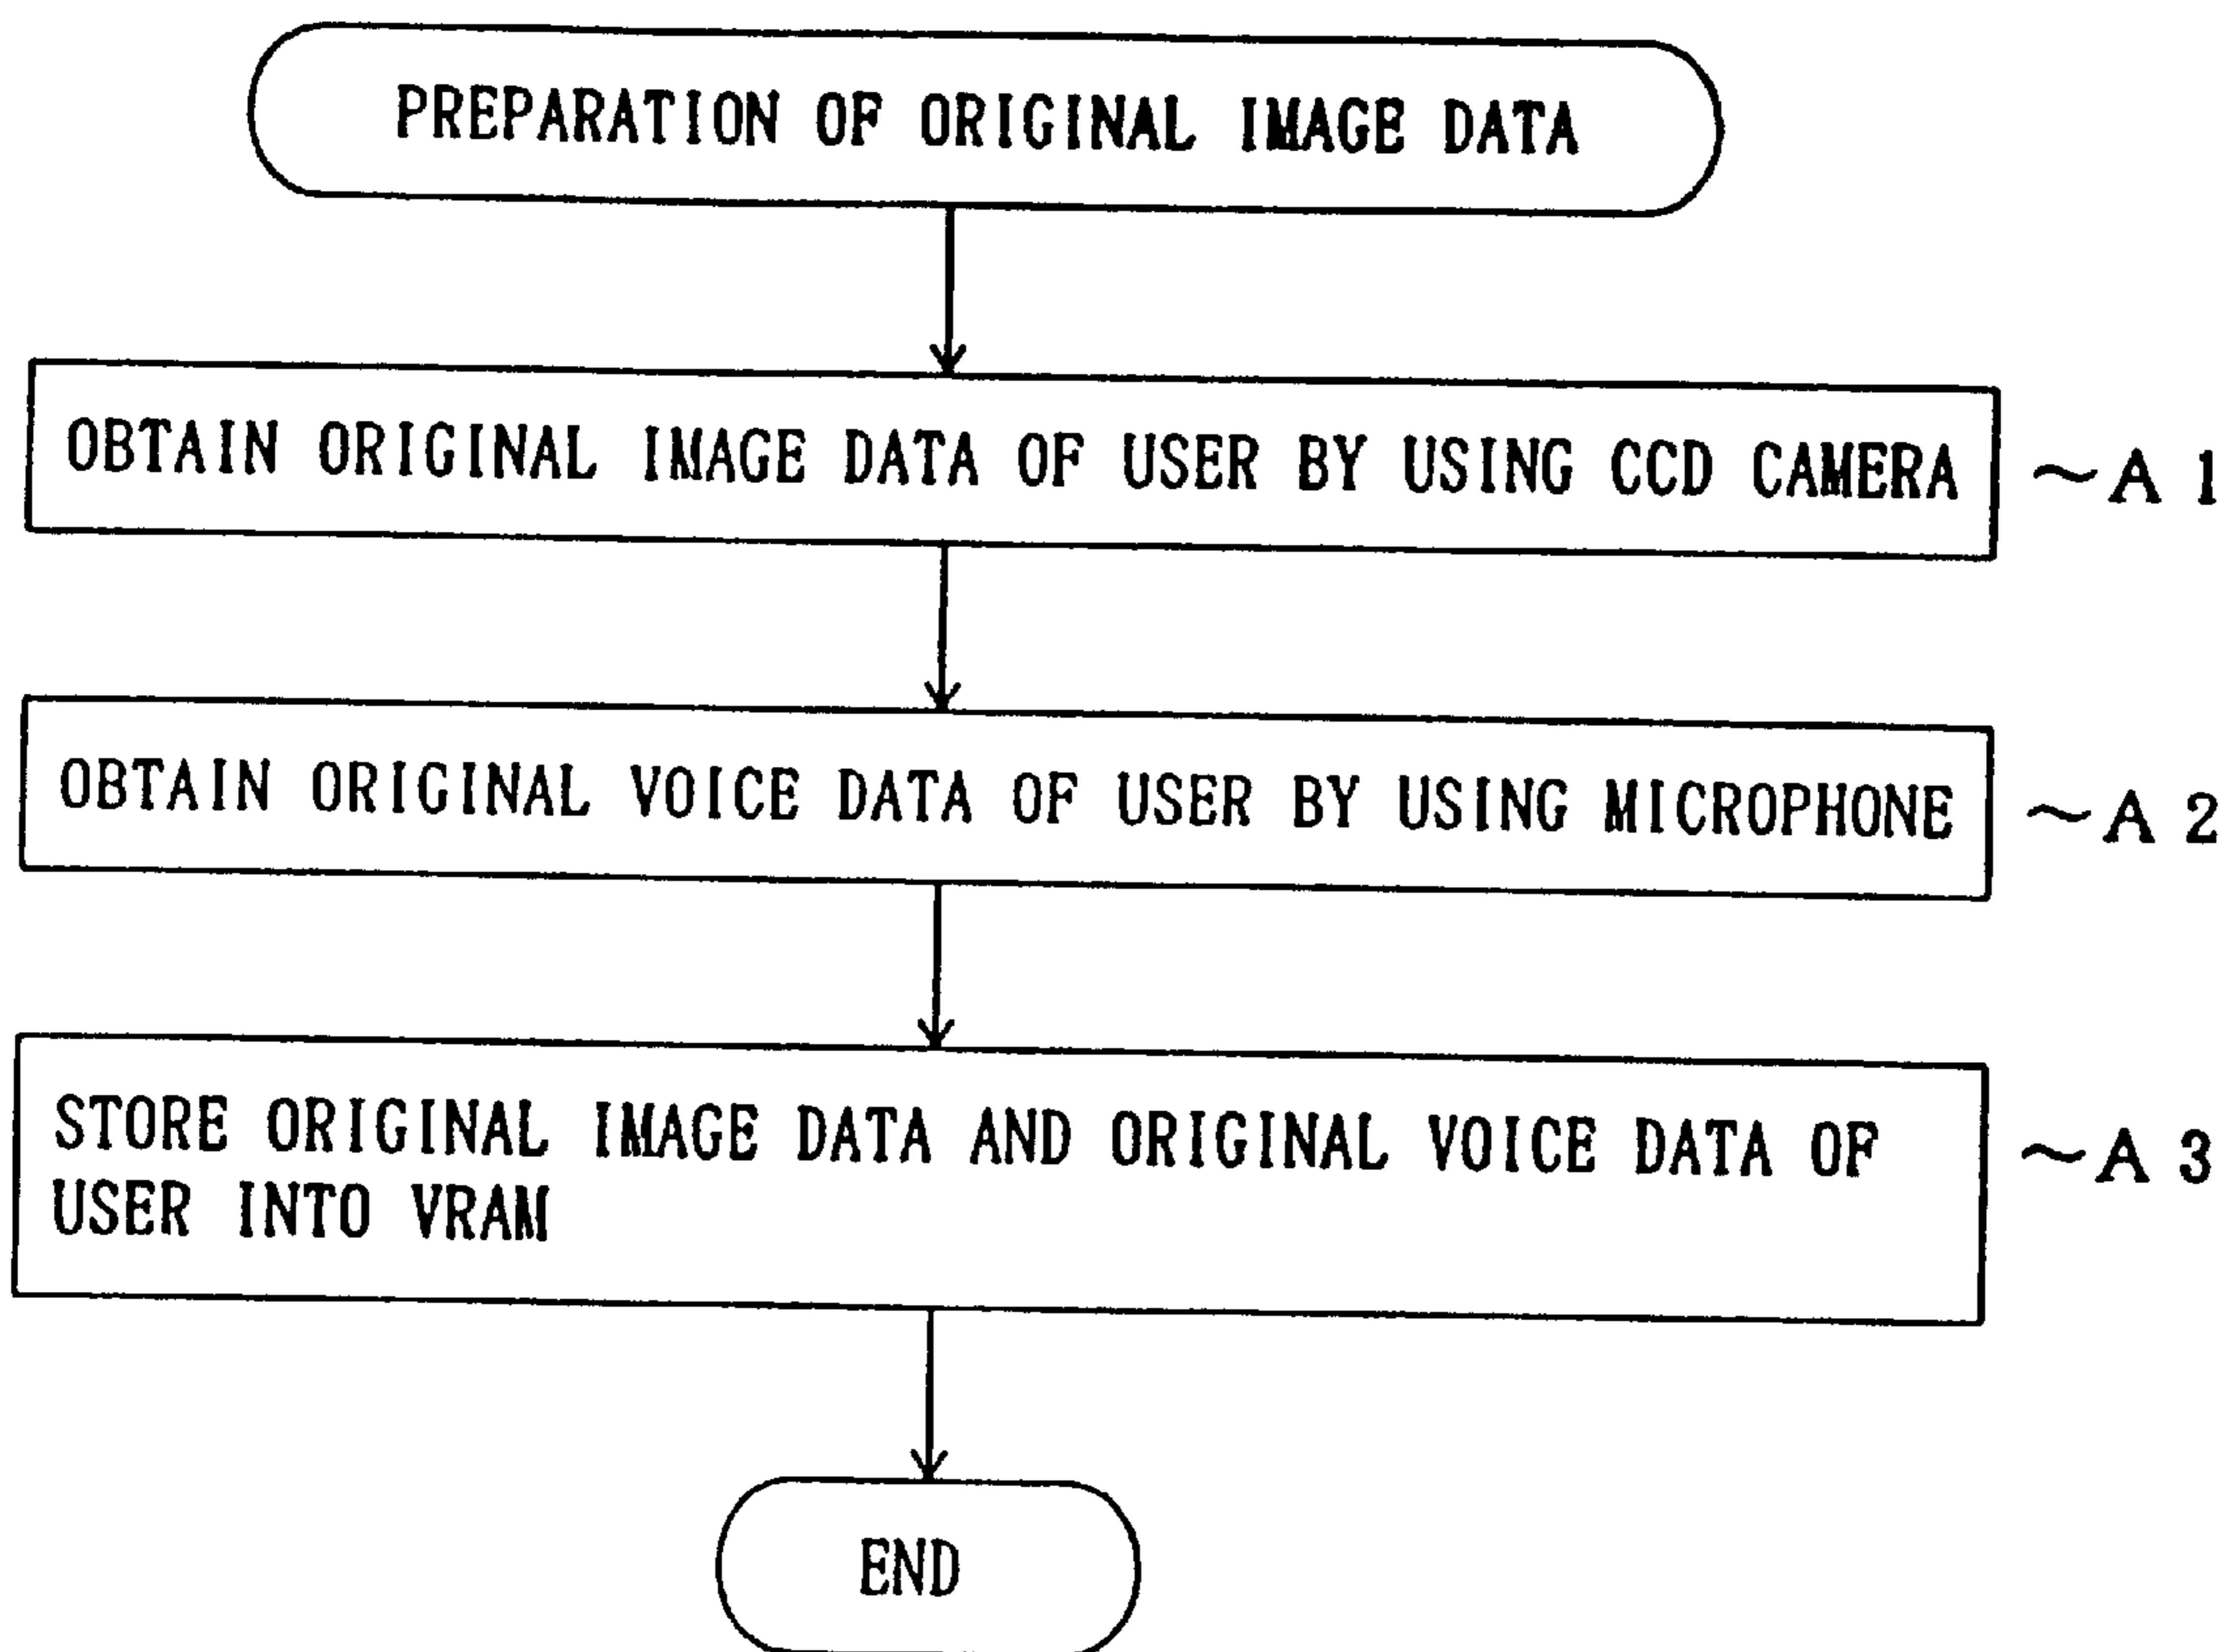 PREPARATION OF ORIGINAL IMAGE DATA
OBTAIN ORIGINAL IMAGE DATA OF USER BY USING CCD CAMERA
~A 1
OBTAIN ORIGINAL VOICE DATA OF USER BY USING MICROPHONE
~A 2
STORE ORIGINAL IMAGE DATA AND ORIGINAL VOICE DATA OF
USER INTO VRAM
~A 3
END